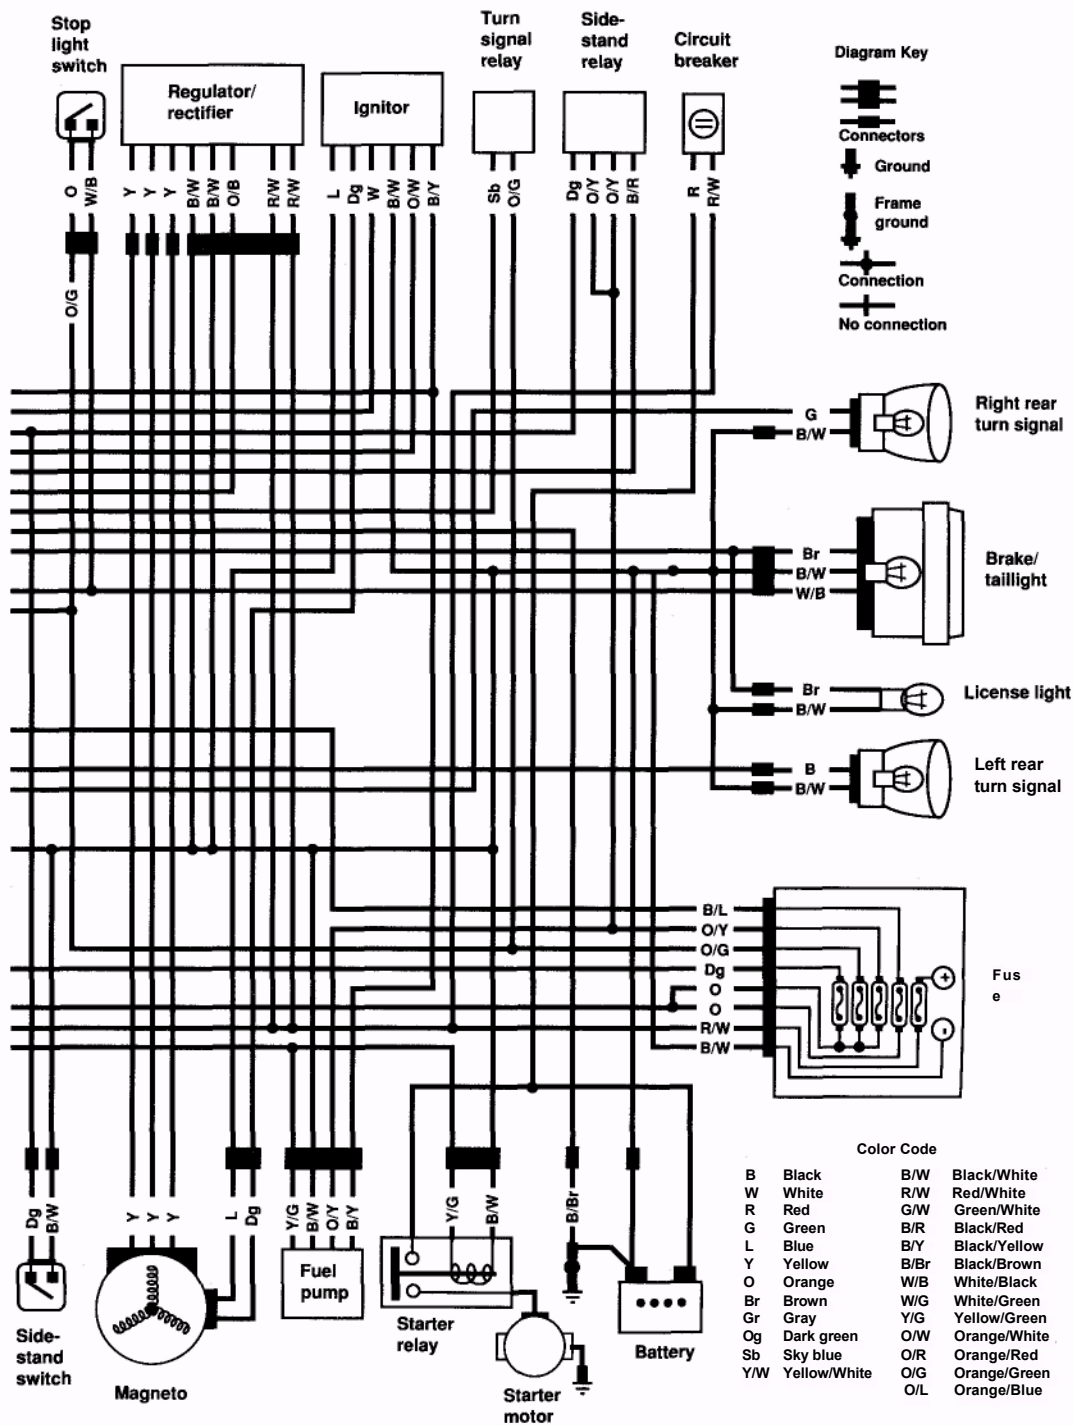 Stop
light
switch
Regulator/
rectifier
Ignitor
Turn
signal
relay
Side-
stand
relay
Circuit
breaker
Diagram Key
Connectors
Ground
Frame
ground
Connection
No connection
O
W/B
Y
Y
Y
B/W
B/W
O/B
R/W
R/W
L
Dg
W
B/W
O/W
B/Y
Sb
O/G
Dg
O/Y
O/Y
B/R
R
R/W
O/G
G
B/W
Right rear
turn signal
Br
B/W
W/B
Brake/
taillight
Br
B/W
License light
B
B/W
Left rear
turn signal
B/L
O/Y
O/G
Dg
O
O
R/W
B/W
+
-
Fus
e
Dg
B/W
Y
Y
Y
L
Dg
Y/G
B/W
O/Y
B/Y
Y/G
B/W
B/Br
Side-
stand
switch
Magneto
Fuel
pump
Starter
relay
Starter
motor
Battery
Color Code
B Black B/W Black/White
W White R/W Red/White
R Red G/W Green/White
G Green B/R Black/Red
L Blue B/Y Black/Yellow
Y Yellow B/Br Black/Brown
O Orange W/B White/Black
Br Brown W/G White/Green
Gr Gray Y/G Yellow/Green
Og Dark green O/W Orange/White
Sb Sky blue O/R Orange/Red
Y/W Yellow/White O/G Orange/Green
O/L Orange/Blue